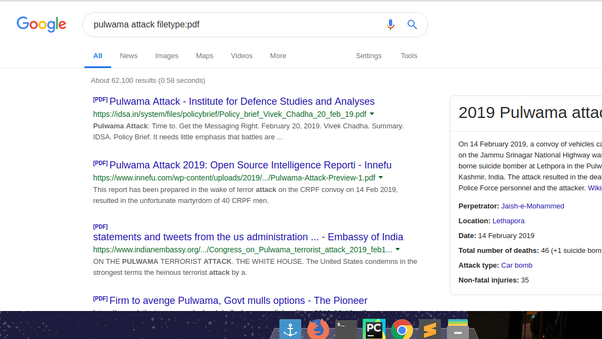 Google
pulwama attack filetype:pdf
All News Images Maps Videos More Settings Tools
About 62,100 results (0.58 seconds)
[PDF] Pulwama Attack - Institute for Defence Studies and Analyses
https://idsa.in/system/files/policybrief/Policy_brief_Vivek_Chadha_20_feb_19.pdf
Pulwama Attack: Time to. Get the Messaging Right. February 20, 2019. Vivek Chadha. Summary.
IDSA. Policy Brief. It needs little emphasis that battles are ...
[PDF] Pulwama Attack 2019: Open Source Intelligence Reporti - Innefu
https://www.innefu.com/wp-content/uploads/2019/.../Pulwama-Attack-Preview-1.pdf
This report has been prepared in the wake of terror attack on the CRPF convoy on 14 Feb 2019,
resulted in the unfortunate martyrdom of 40 CRPF men.
[PDF]
statements and tweets from the us administration ... - Embassy of India
https://www.indianembassy.org/.../Congress_on_Pulwama_terrorist_attack_2019_feb1...
ON THE PULWAMA TERRORIST ATTACK. THE WHITE HOUSE. The United States condemns in the
strongest terms the heinous terrorist attack by a.
[PDF] Firm to avenge Pulwama, Govt mulls options - The Pioneer
2019 Pulwama attac
On 14 February 2019, a convoy of vehicles ca
on the Jammu Srinagar National Highway was
borne suicide bomber at Lethpora in the Pulw
Kashmir, India. The attack resulted in the dea
Police Force personnel and the attacker. Wiki
Perpetrator: Jaish-e-Mohammed
Location: Lethapora
Date: 14 February 2019
Total number of deaths: 46 (+1 suicide bom
Attack type: Car bomb
Non-fatal injuries: 35
PC